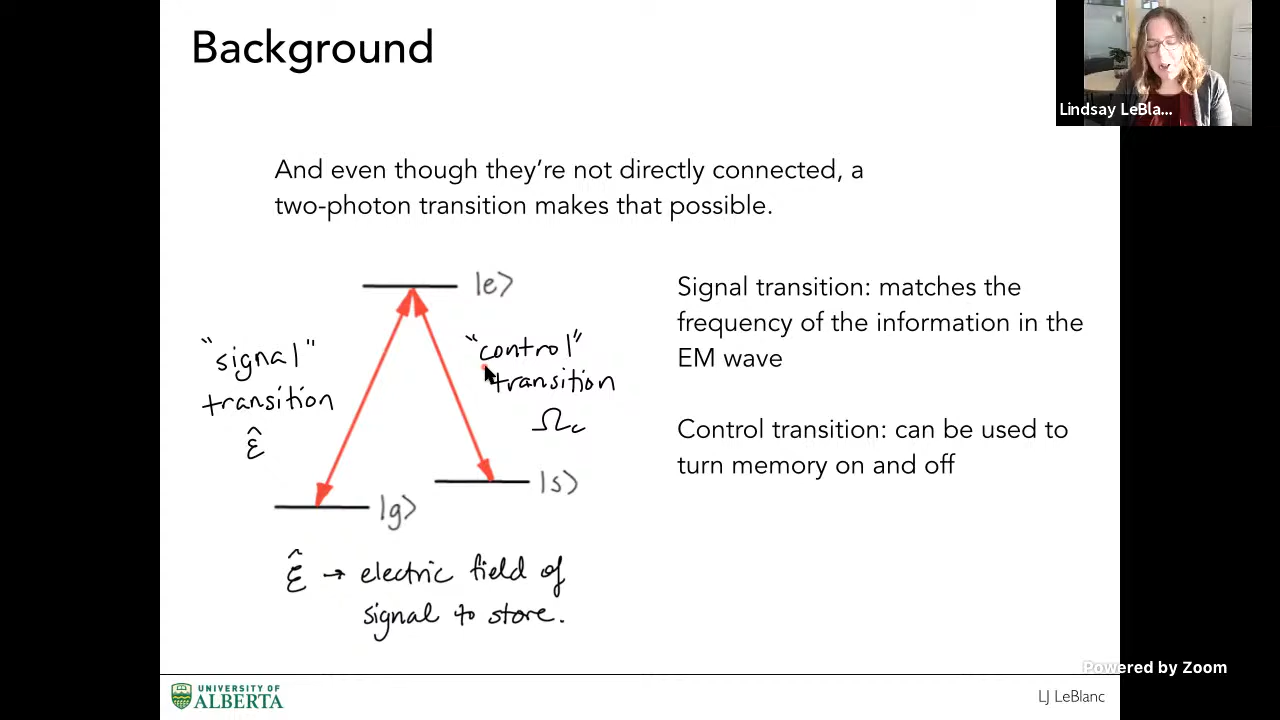 Background
Lindsay LeBla...
And even though they're not directly connected, a
two-photon transition makes that possible.
|e⟩
"signal"
transition
Ê
"control"
transition
Ωc
|s⟩
|g⟩
Ê → electric field of
signal to store.
Signal transition: matches the
frequency of the information in the
EM wave
Control transition: can be used to
turn memory on and off
Powered by Zoom
UNIVERSITY OF
ALBERTA
LJ LeBlanc